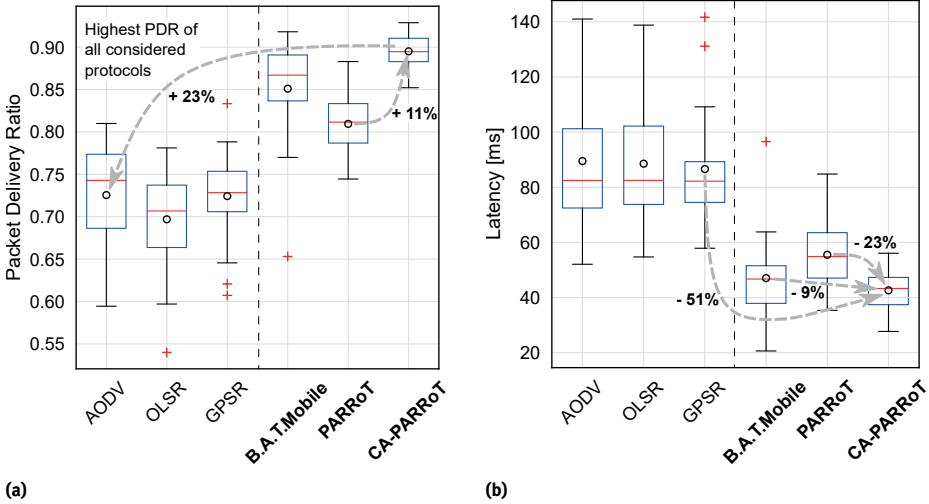 Highest PDR of
all considered
protocols
+ 23%
+ 11%
Packet Delivery Ratio
0.90
0.85
0.80
0.75
0.70
0.65
0.60
0.55
AODV
OLSR
GPSR
B.A.T.Mobile
PARRoT
CA-PARRoT
(a)
Latency [ms]
140
120
100
80
60
40
20
- 51%
- 9%
- 23%
AODV
OLSR
GPSR
B.A.T.Mobile
PARRoT
CA-PARRoT
(b)